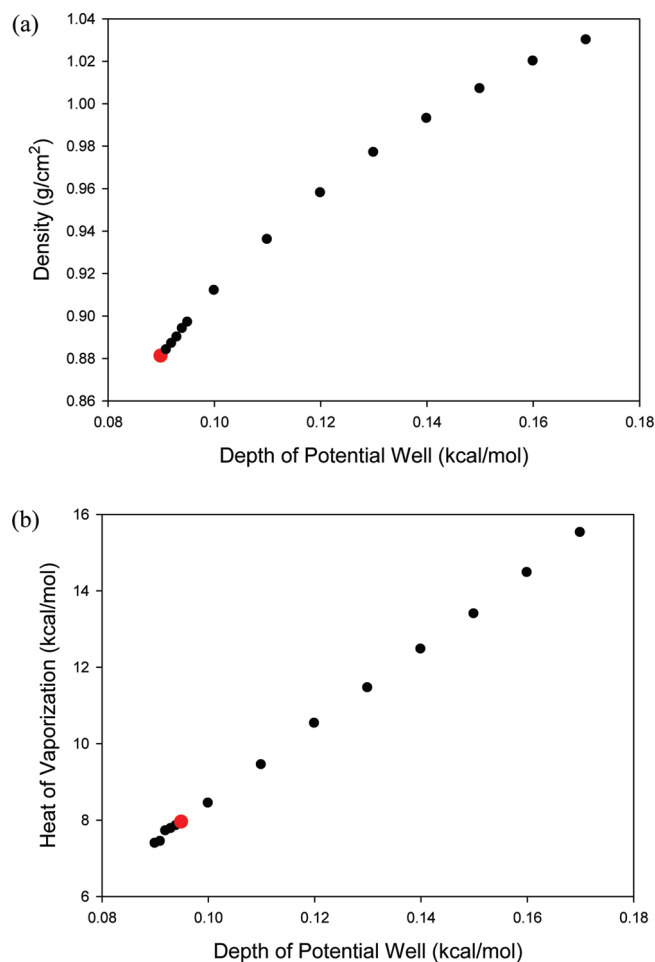 (a)
1.04
1.02
1.00
0.98
0.96
0.94
0.92
0.90
0.88
0.86
Density (g/cm²)
0.08 0.10 0.12 0.14 0.16 0.18
Depth of Potential Well (kcal/mol)
(b)
16
14
12
10
8
6
Heat of Vaporization (kcal/mol)
0.08 0.10 0.12 0.14 0.16 0.18
Depth of Potential Well (kcal/mol)